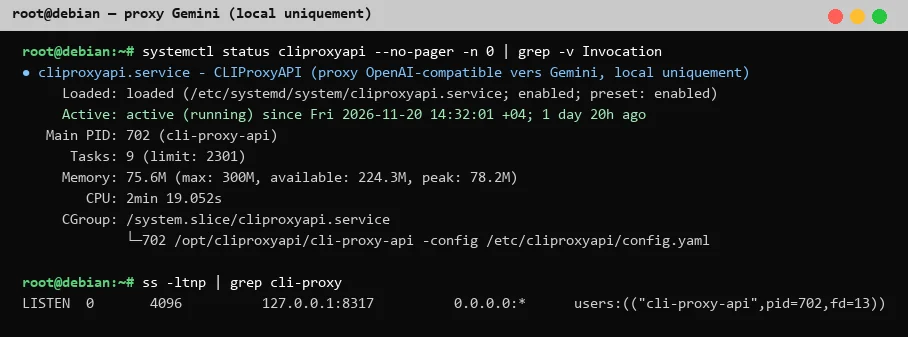 root@debian — proxy Gemini (local uniquement)
root@debian:~# systemctl status cliproxyapi --no-pager -n 0 | grep -v Invocation
● cliproxyapi.service - CLIProxyAPI (proxy OpenAI-compatible vers Gemini, local uniquement)
Loaded: loaded (/etc/systemd/system/cliproxyapi.service; enabled; preset: enabled)
Active: active (running) since Fri 2026-11-20 14:32:01 +04; 1 day 20h ago
Main PID: 702 (cli-proxy-api)
Tasks: 9 (limit: 2301)
Memory: 75.6M (max: 300M, available: 224.3M, peak: 78.2M)
CPU: 2min 19.052s
CGroup: /system.slice/cliproxyapi.service
└─702 /opt/cliproxyapi/cli-proxy-api -config /etc/cliproxyapi/config.yaml
root@debian:~# ss -ltnp | grep cli-proxy
LISTEN 0 4096 127.0.0.1:8317 0.0.0.0:* users:(("cli-proxy-api",pid=702,fd=13))